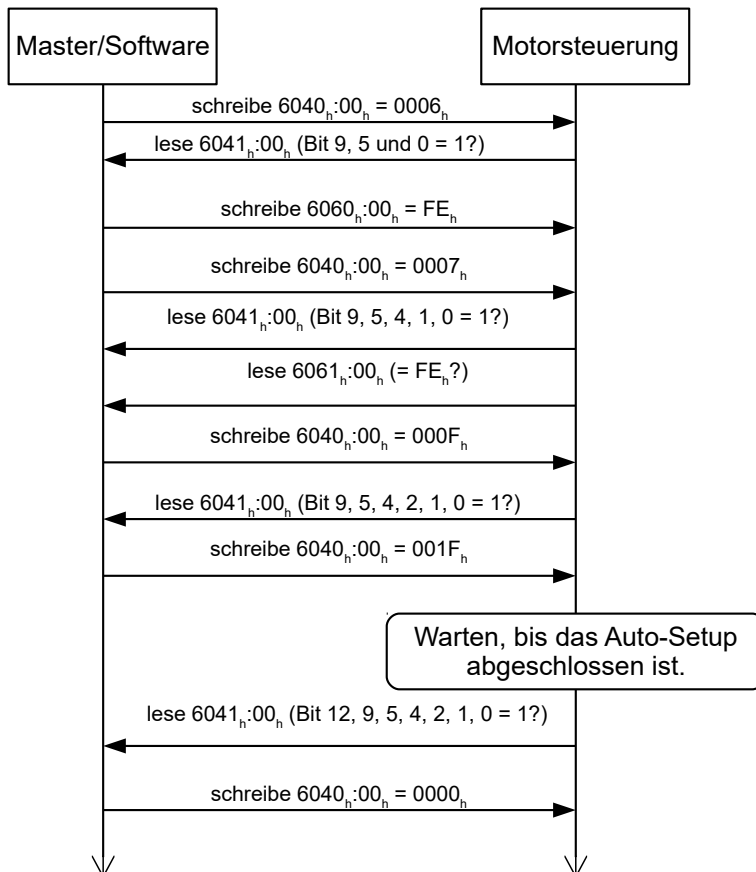 Master/Software
Motorsteuerung
schreibe 6040h:00h = 0006h
lese 6041h:00h (Bit 9, 5 und 0 = 1?)
schreibe 6060h:00h = FEh
schreibe 6040h:00h = 0007h
lese 6041h:00h (Bit 9, 5, 4, 1, 0 = 1?)
lese 6061h:00h (= FEh?)
schreibe 6040h:00h = 000Fh
lese 6041h:00h (Bit 9, 5, 4, 2, 1, 0 = 1?)
schreibe 6040h:00h = 001Fh
Warten, bis das Auto-Setup
abgeschlossen ist.
lese 6041h:00h (Bit 12, 9, 5, 4, 2, 1, 0 = 1?)
schreibe 6040h:00h = 0000h